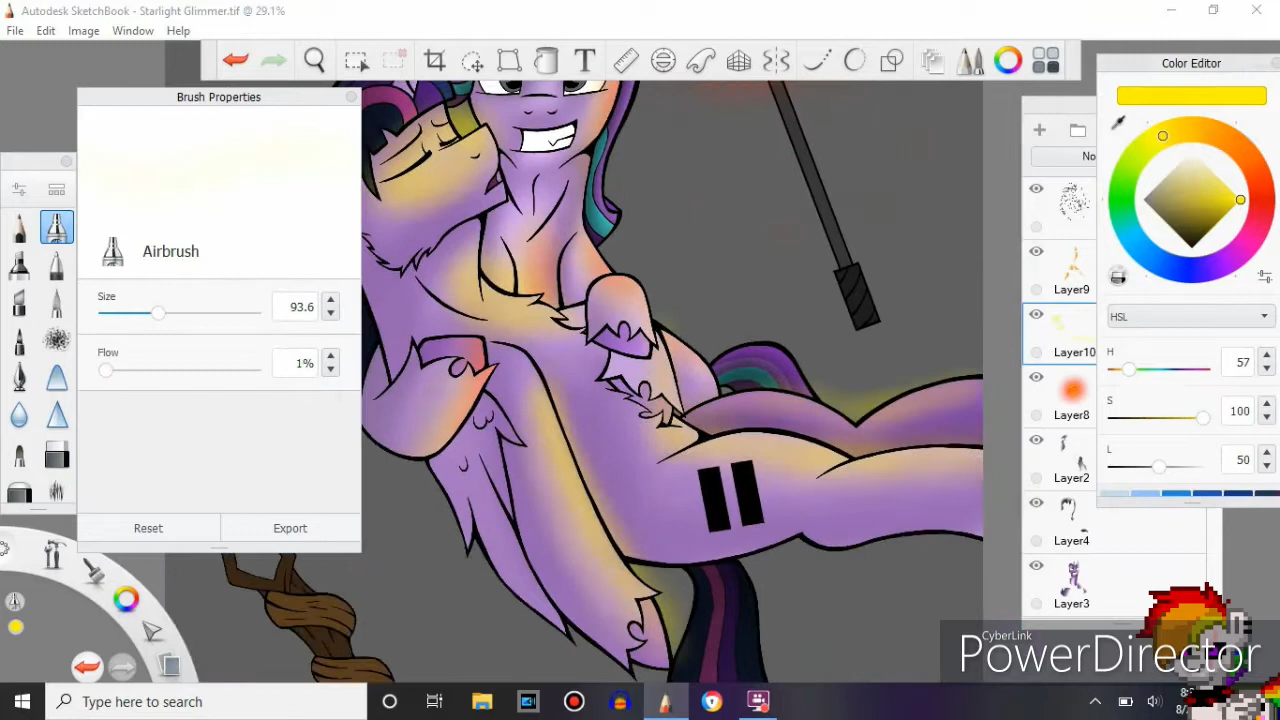 Autodesk SketchBook - Starlight Glimmer.tif @ 29.1%
File Edit Image Window Help
Brush Properties
Color Editor
No
Airbrush
Size
93.6
Flow
1%
Reset
Export
Layer9
Layer10
Layer8
Layer2
Layer4
Layer3
HSL
H
57
S
100
L
50
CyberLink
PowerDirector
Type here to search